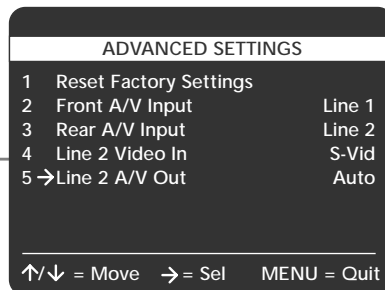 ADVANCED SETTINGS
1 Reset Factory Settings
2 Front A/V Input Line 1
3 Rear A/V Input Line 2
4 Line 2 Video In S-Vid
5 →Line 2 A/V Out Auto
↑/↓ = Move → = Sel MENU = Quit